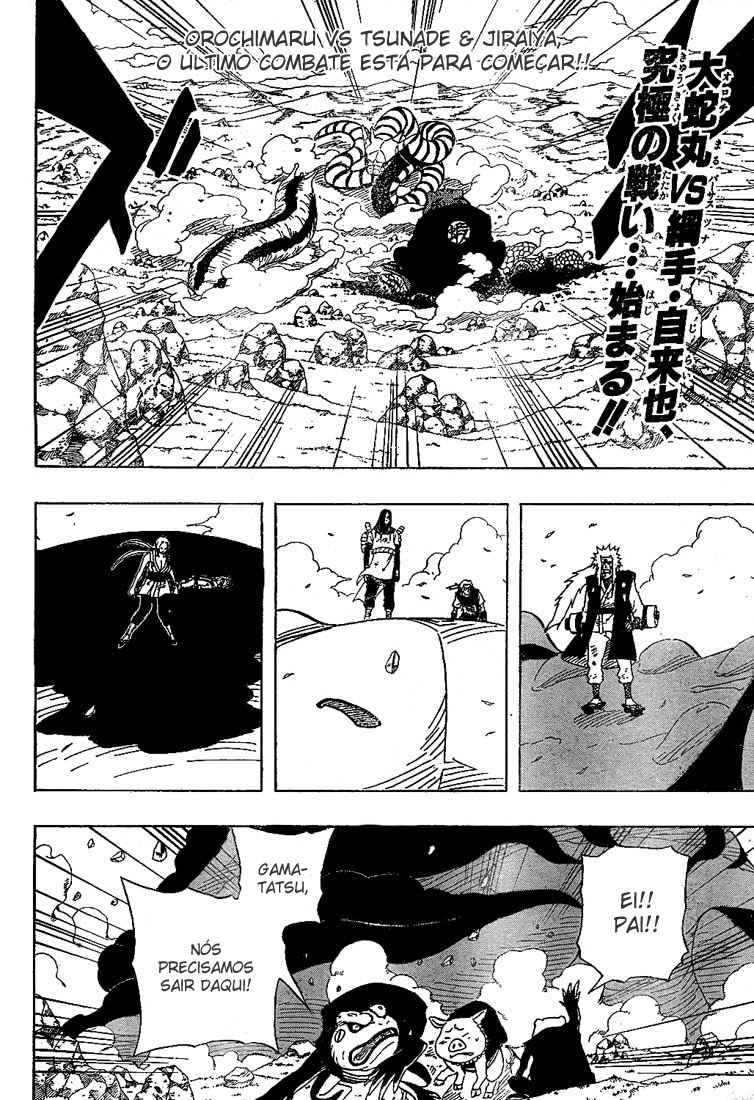 OROCHIMARU VS TSUNADE & JIRAIYA,
O ÚLTIMO COMBATE ESTÁ PARA COMEÇAR!!
大蛇丸VS綱手・自来也、
究極の戦い…始まる!!
EI!!
PAI!!
GAMA-
TATSU,
NÓS
PRECISAMOS
SAIR DAQUI!